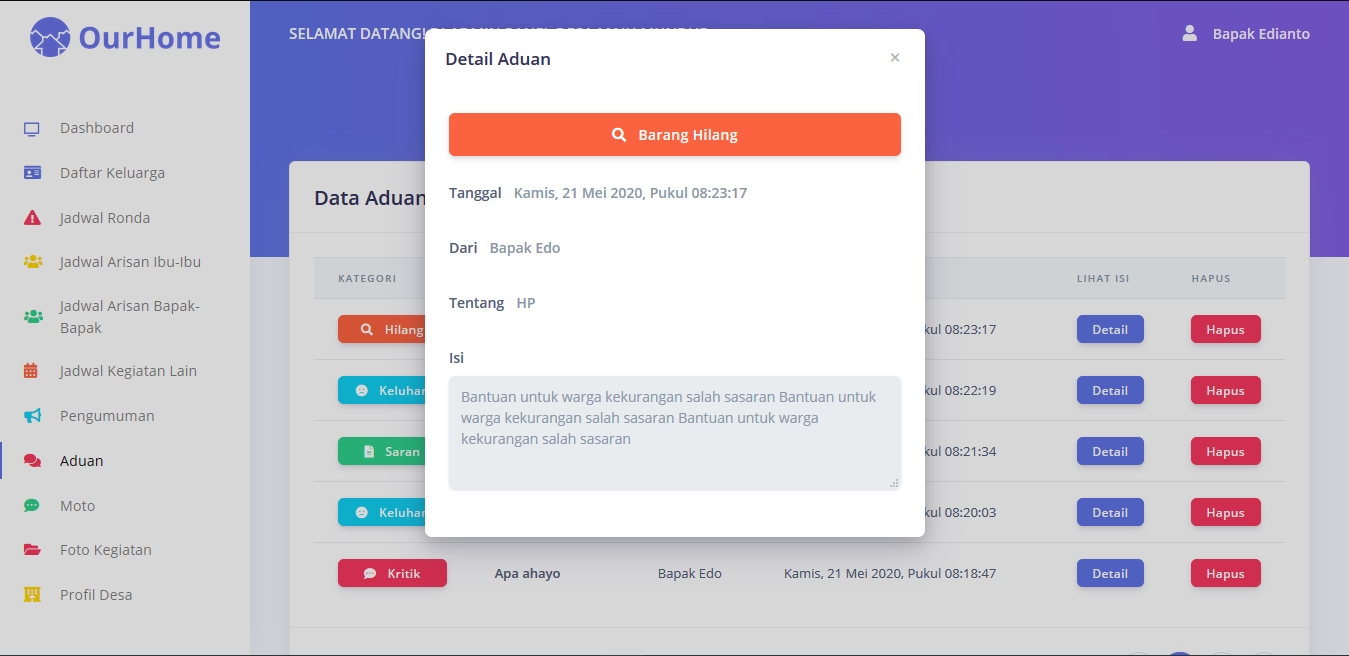 OurHome
Dashboard
Daftar Keluarga
Jadwal Ronda
Jadwal Arisan Ibu-Ibu
Jadwal Arisan Bapak-
Bapak
Jadwal Kegiatan Lain
Pengumuman
Aduan
Moto
Foto Kegiatan
Profil Desa
SELAMAT DATANG!
Bapak Edianto
Detail Aduan
×
Barang Hilang
Tanggal Kamis, 21 Mei 2020, Pukul 08:23:17
Dari Bapak Edo
Tentang HP
Isi
Bantuan untuk warga kekurangan salah sasaran Bantuan untuk
warga kekurangan salah sasaran Bantuan untuk warga
kekurangan salah sasaran
Data Aduan
KATEGORI LIHAT ISI HAPUS
Hilang kul 08:23:17 Detail Hapus
Keluhan kul 08:22:19 Detail Hapus
Saran kul 08:21:34 Detail Hapus
Keluhan kul 08:20:03 Detail Hapus
Kritik Apa ahayo Bapak Edo Kamis, 21 Mei 2020, Pukul 08:18:47 Detail Hapus